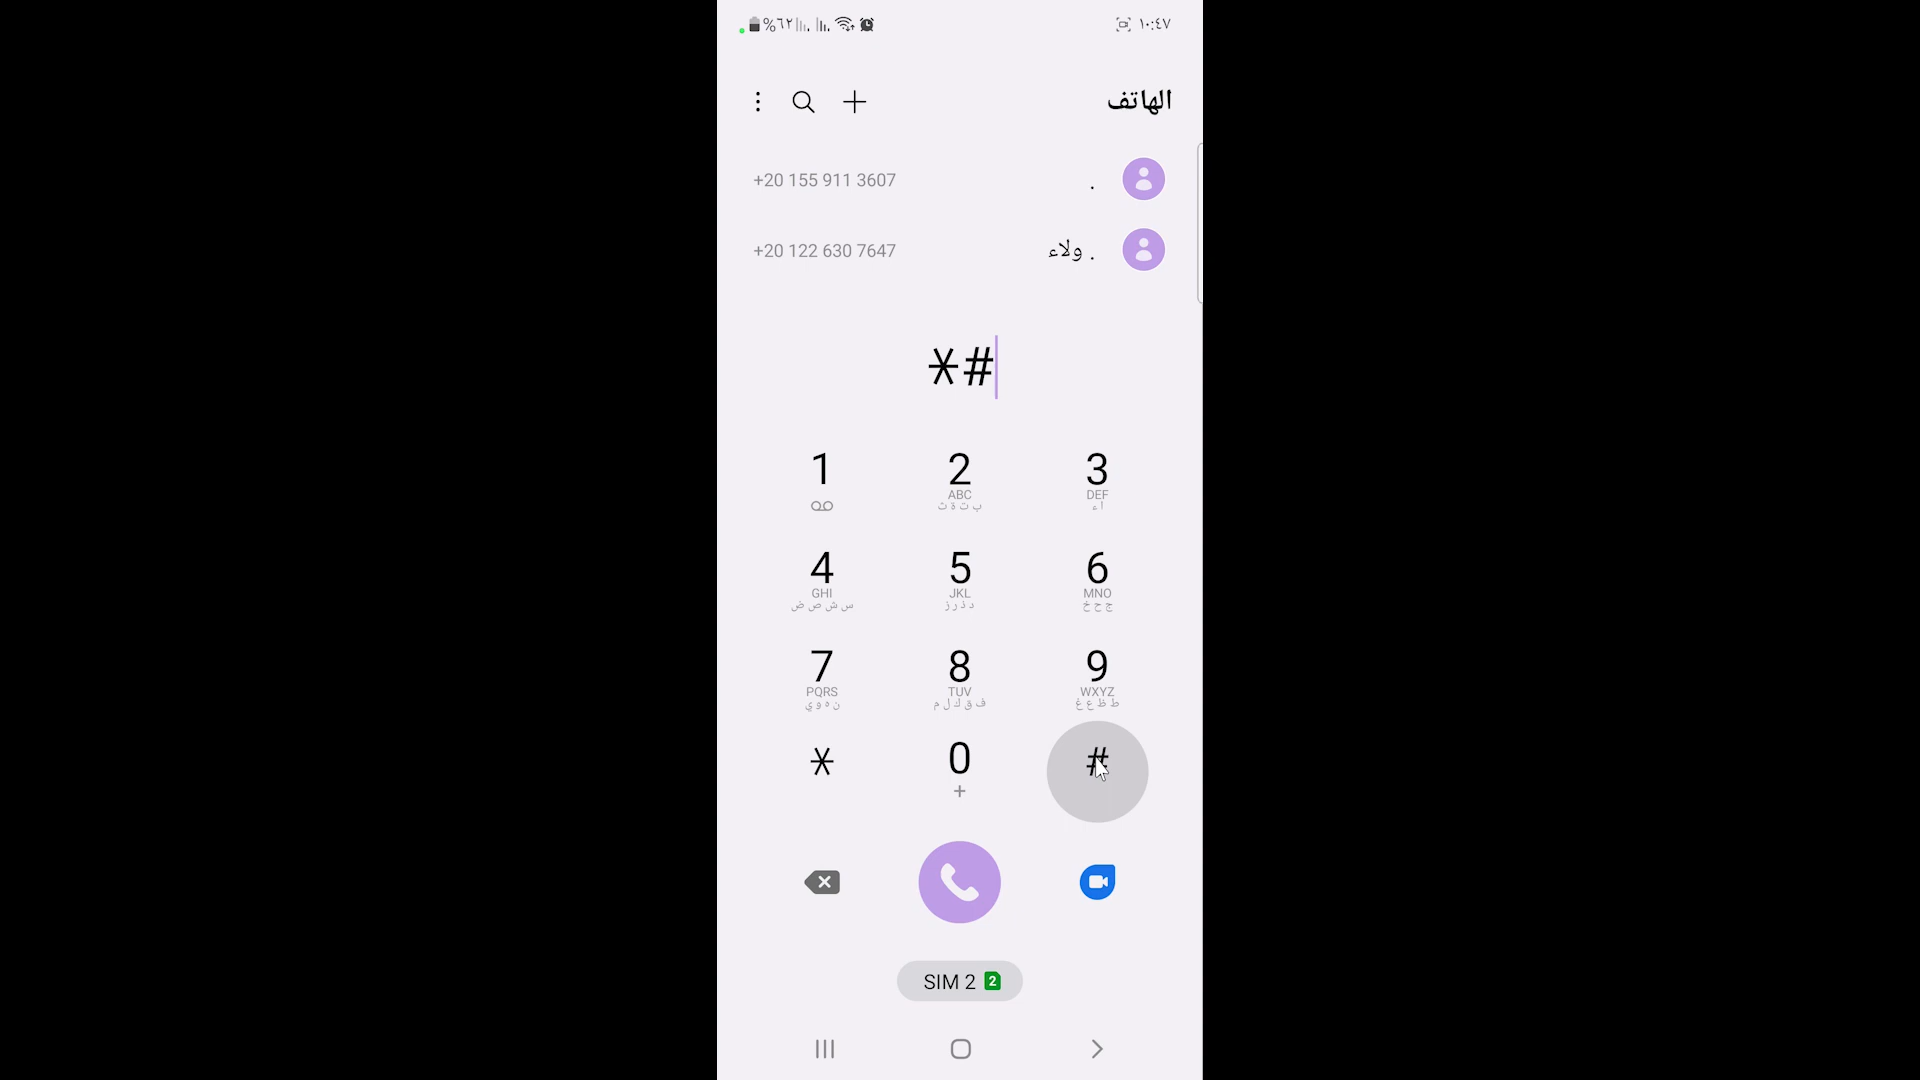 ١٠:٤٧ %٦٢
الهاتف
.
+20 155 911 3607
. ولاء
+20 122 630 7647
*#
1 2 3
ABC DEF
ب ت ة ث ا ء
4 5 6
GHI JKL MNO
س ش ص ض د ذ ر ز ج ح خ
7 8 9
PQRS TUV WXYZ
ن ه و ي ف ق ك ل م ط ظ ع غ
* 0 #
+
SIM 2 2